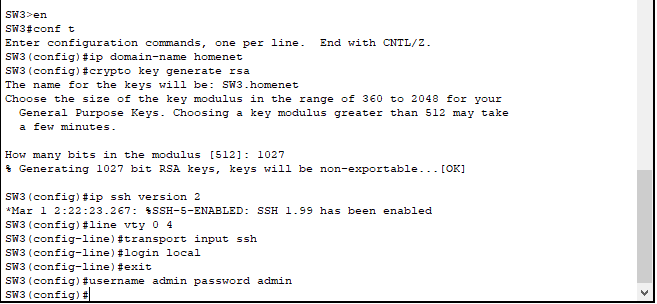 SW3>en
SW3#conf t
Enter configuration commands, one per line.  End with CNTL/Z.
SW3(config)#ip domain-name homenet
SW3(config)#crypto key generate rsa
The name for the keys will be: SW3.homenet
Choose the size of the key modulus in the range of 360 to 2048 for your
  General Purpose Keys. Choosing a key modulus greater than 512 may take
  a few minutes.

How many bits in the modulus [512]: 1027
% Generating 1027 bit RSA keys, keys will be non-exportable...[OK]

SW3(config)#ip ssh version 2
*Mar 1 2:22:23.267: %SSH-5-ENABLED: SSH 1.99 has been enabled
SW3(config)#line vty 0 4
SW3(config-line)#transport input ssh
SW3(config-line)#login local
SW3(config-line)#exit
SW3(config)#username admin password admin
SW3(config)#